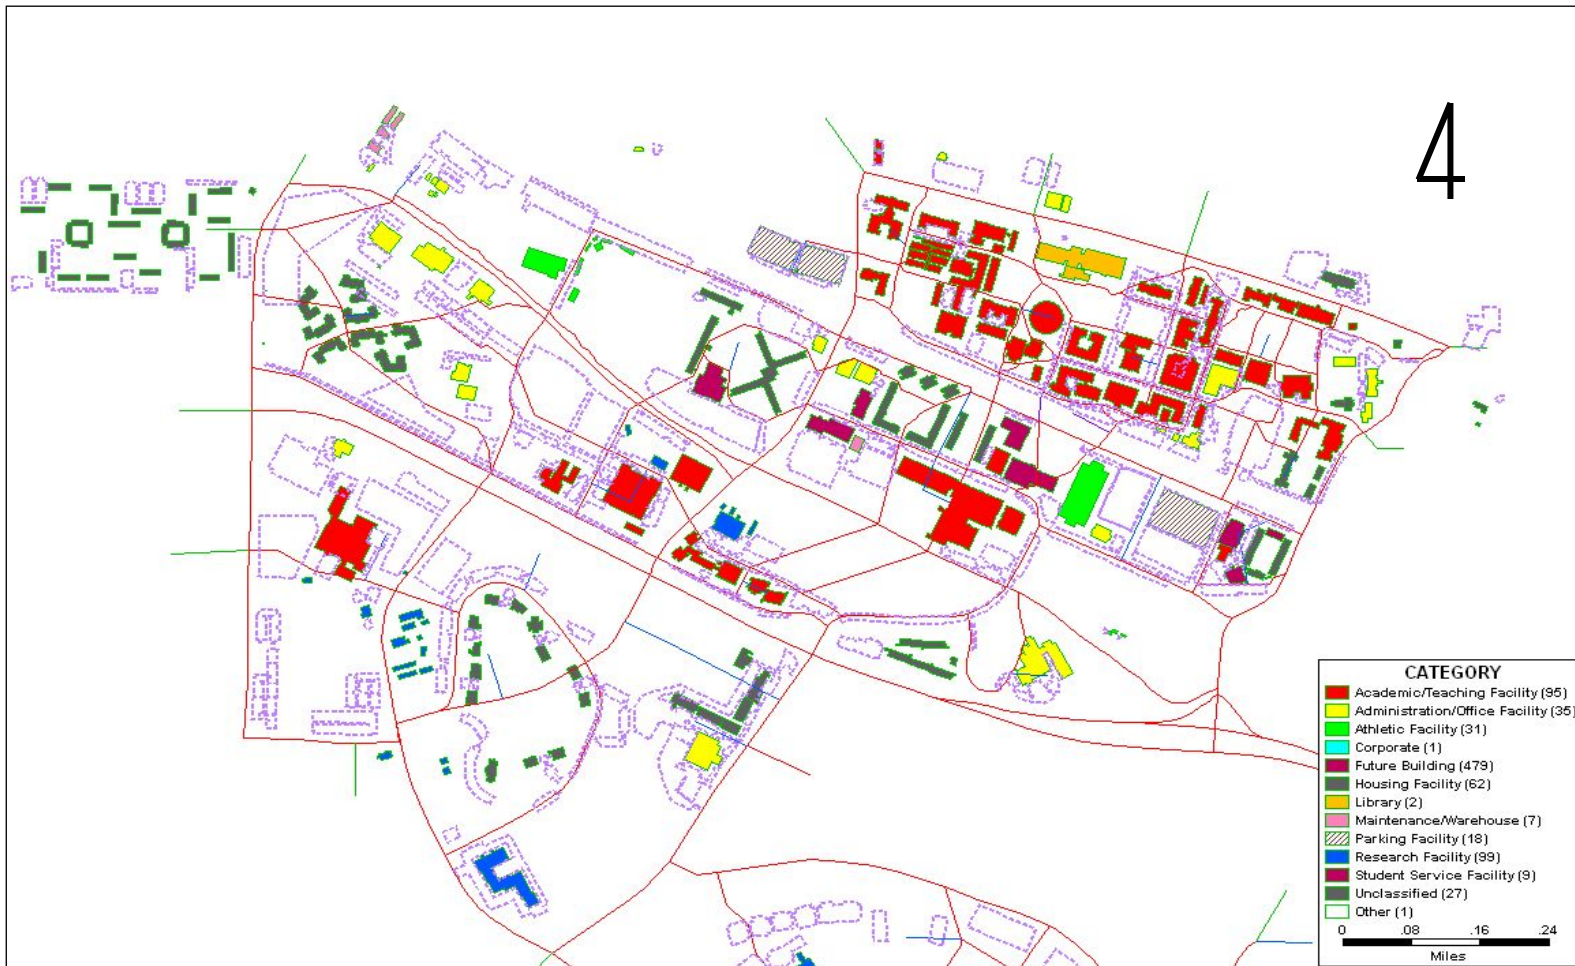 4
CATEGORY
Academic/Teaching Facility (95)
Administration/Office Facility (35)
Athletic Facility (31)
Corporate (1)
Future Building (479)
Housing Facility (62)
Library (2)
Maintenance/Warehouse (7)
Parking Facility (18)
Research Facility (99)
Student Service Facility (9)
Unclassified (27)
Other (1)
0 .08 .16 .24
Miles